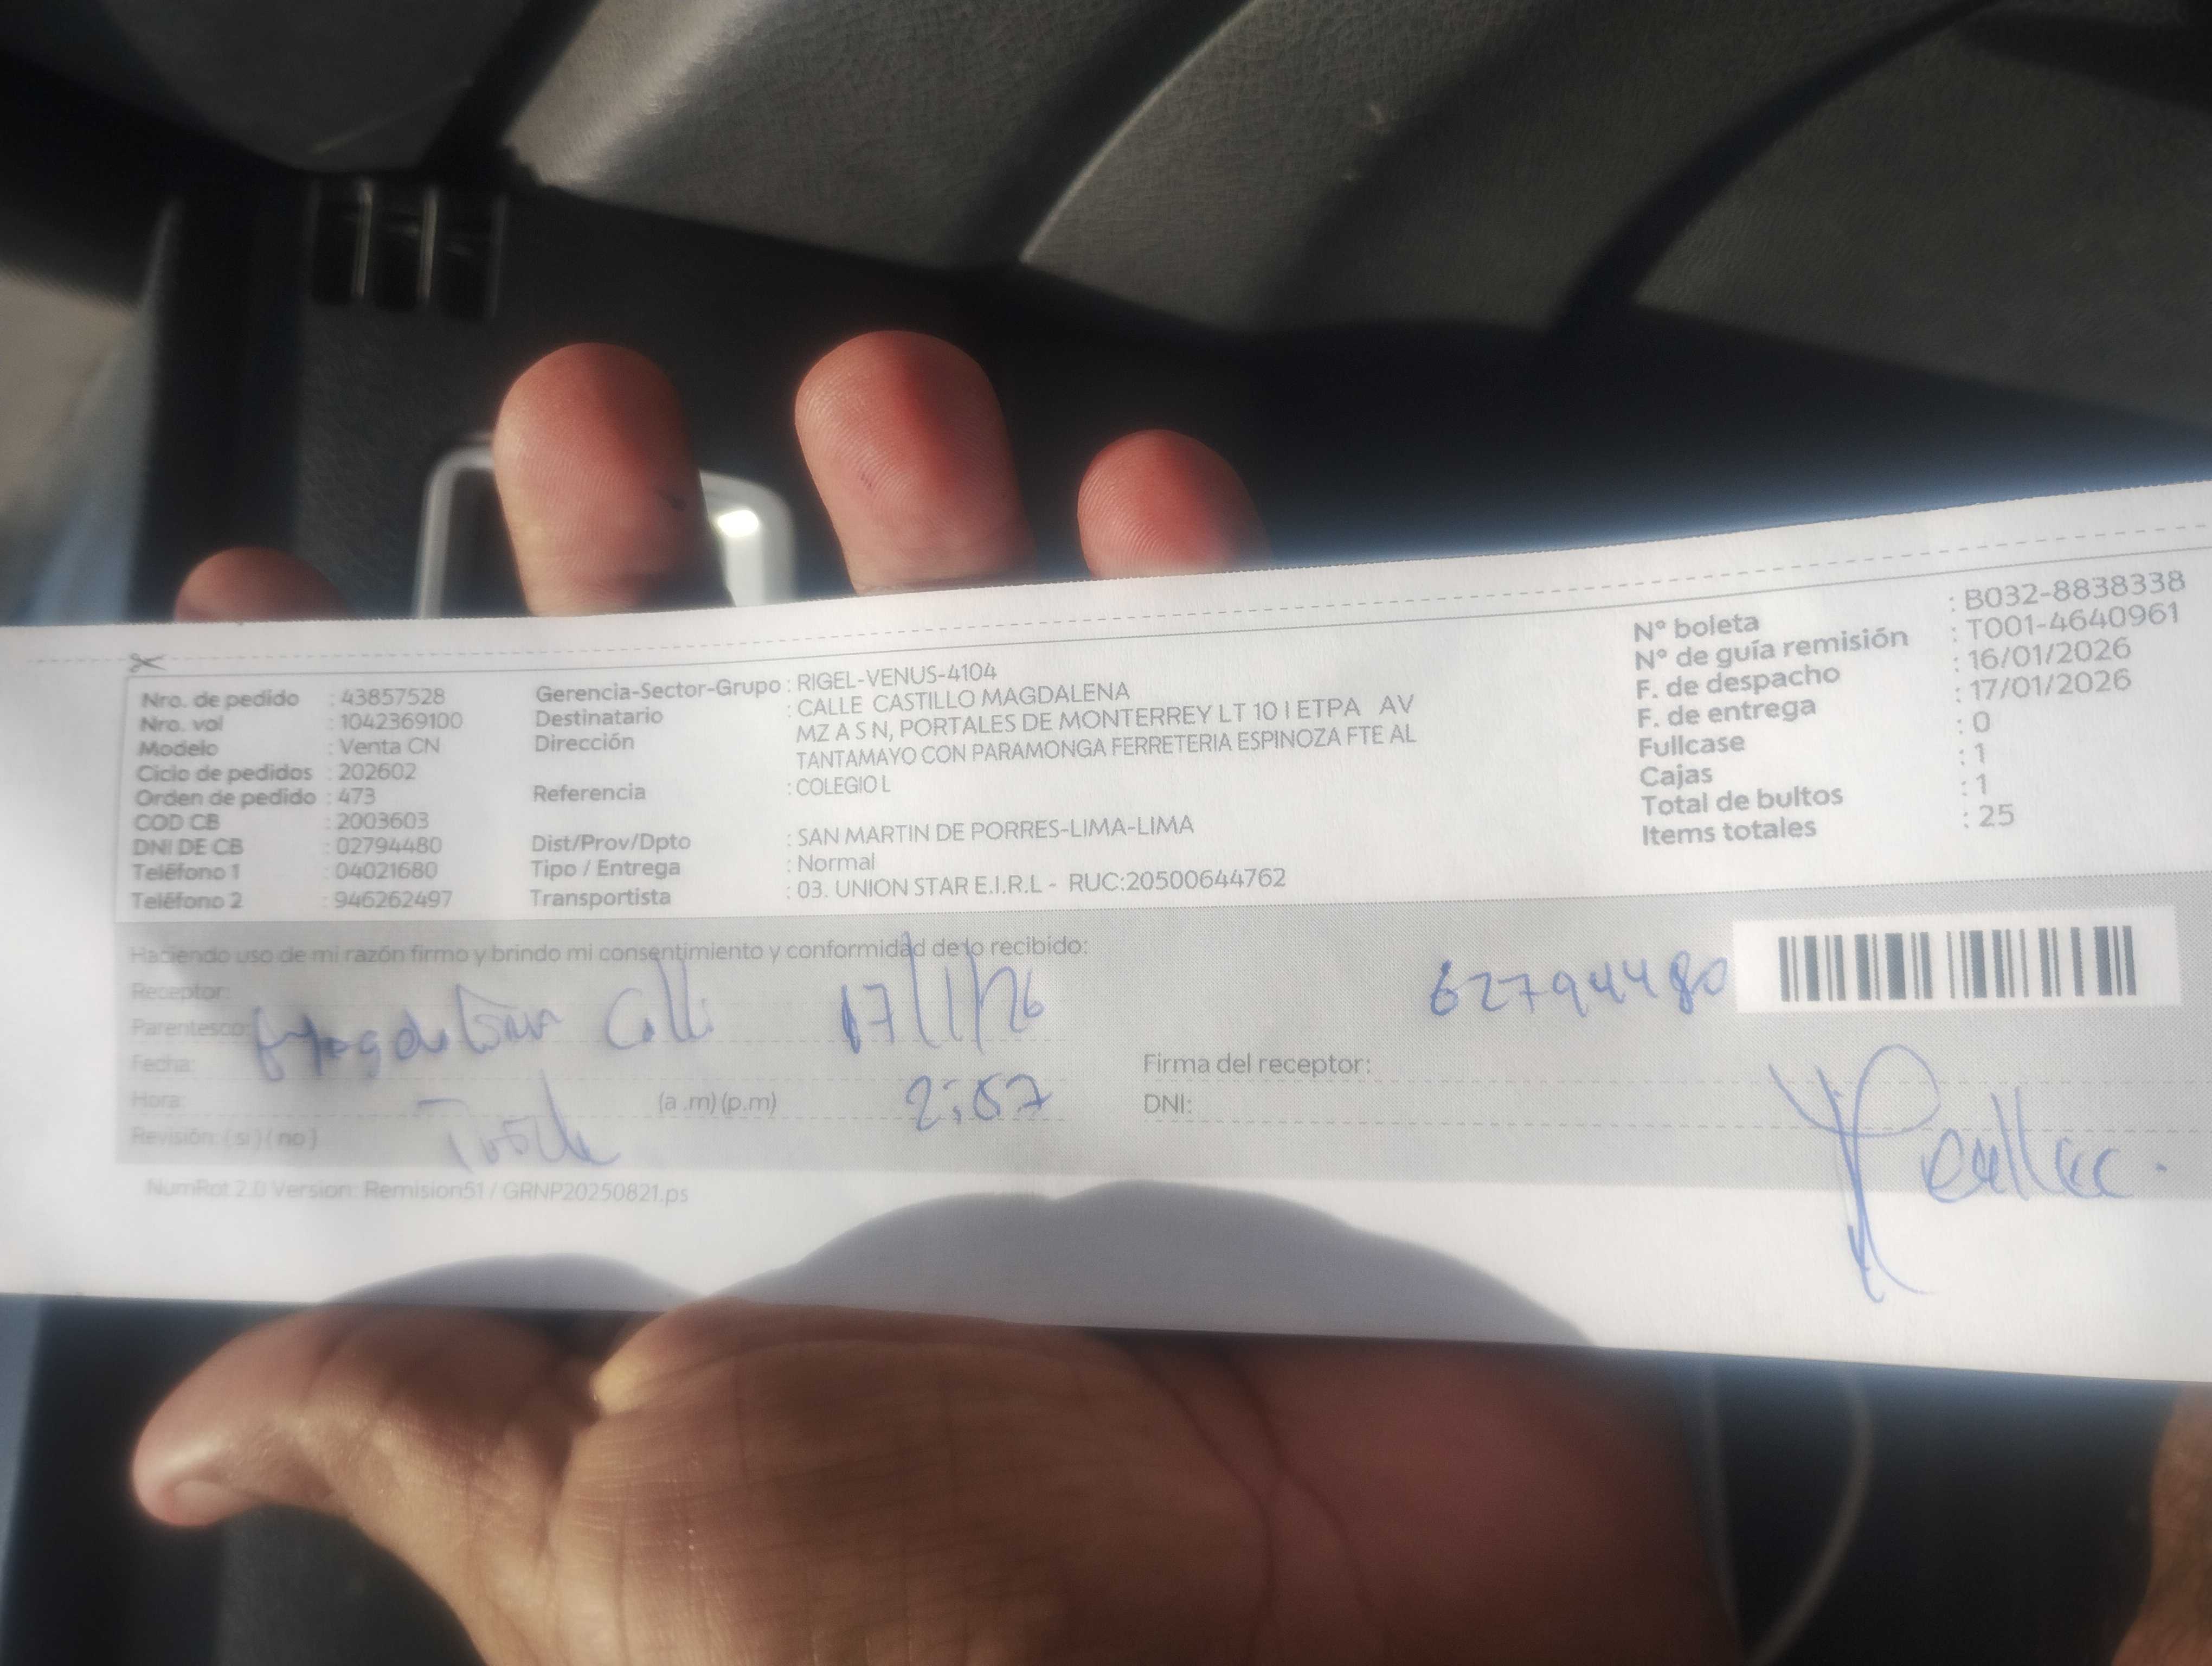 Nro. de pedido : 43857528
Nro. vol : 1042369100
Modelo : Venta CN
Ciclo de pedidos : 202602
Orden de pedido : 473
COD CB : 2003603
DNI DE CB : 02794480
Teléfono 1 : 04021680
Teléfono 2 : 946262497
Gerencia-Sector-Grupo : RIGEL-VENUS-4104
Destinatario : CALLE CASTILLO MAGDALENA
Dirección MZ A S N, PORTALES DE MONTERREY LT 10 I ETPA AV
TANTAMAYO CON PARAMONGA FERRETERIA ESPINOZA FTE AL
Referencia : COLEGIO L
Dist/Prov/Dpto : SAN MARTIN DE PORRES-LIMA-LIMA
Tipo / Entrega : Normal
Transportista : 03. UNION STAR E.I.R.L - RUC:20500644762
N° boleta : B032-8838338
N° de guía remisión : T001-4640961
F. de despacho : 16/01/2026
F. de entrega : 17/01/2026
Fullcase : 0
Cajas : 1
Total de bultos : 1
Items totales : 25
Haciendo uso de mi razón firmo y brindo mi consentimiento y conformidad de lo recibido:
Receptor:
Parentesco: 17/1/26
Fecha:
Hora: (a.m) (p.m) 2:57
Revisión: (si) (no)
Firma del receptor:
DNI:
NumRot 2.0 Version: Remision51 / GRNP20250821.ps